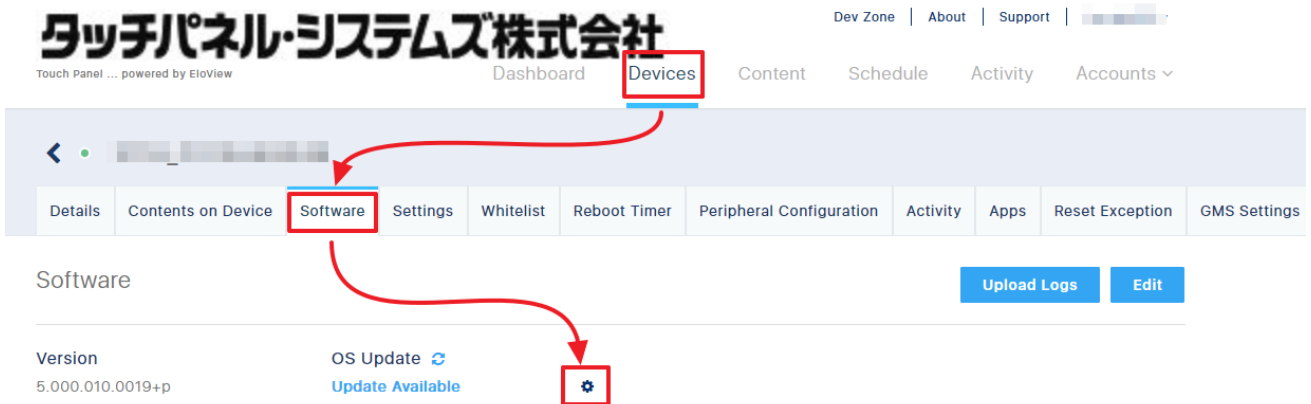 タッチパネル・システムズ株式会社
Touch Panel ... powered by EloView
Dev Zone About Support
Dashboard Devices Content Schedule Activity Accounts
Details Contents on Device Software Settings Whitelist Reboot Timer Peripheral Configuration Activity Apps Reset Exception GMS Settings
Software
Upload Logs Edit
Version OS Update
5.000.010.0019+p Update Available